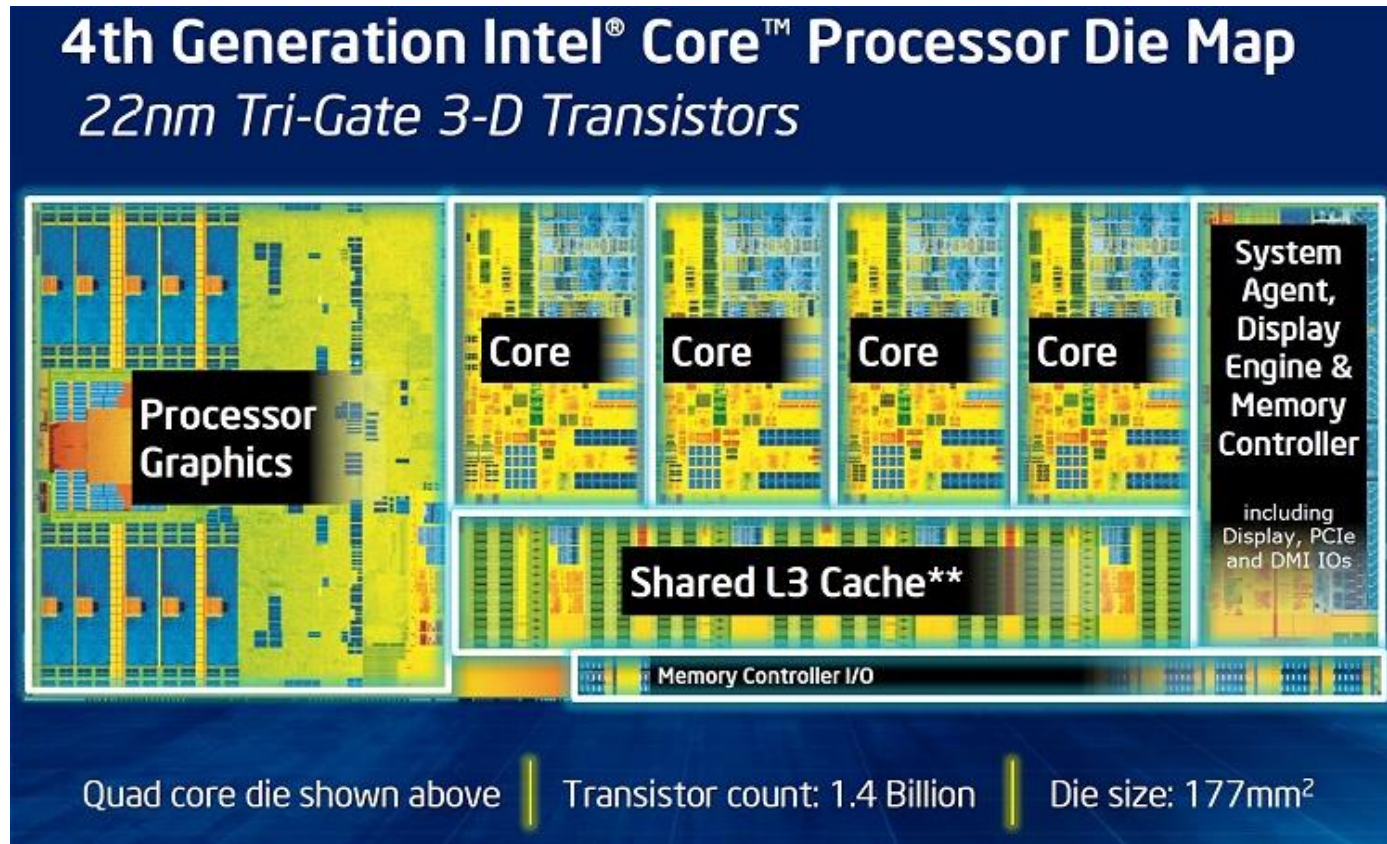 4th Generation Intel® Core™ Processor Die Map
22nm Tri-Gate 3-D Transistors
Processor
Graphics
Core
Core
Core
Core
System
Agent,
Display
Engine &
Memory
Controller
including
Display, PCIe
and DMI IOs
Shared L3 Cache**
Memory Controller I/O
Quad core die shown above
Transistor count: 1.4 Billion
Die size: 177mm²